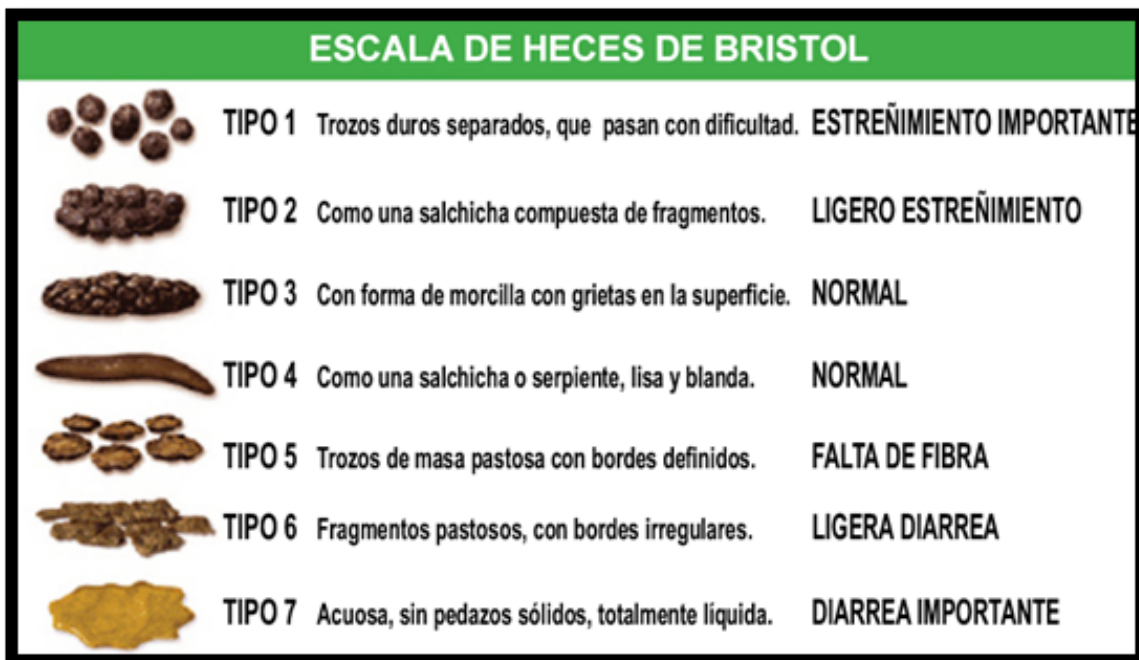 ESCALA DE HECES DE BRISTOL
TIPO 1 Trozos duros separados, que pasan con dificultad. ESTREÑIMIENTO IMPORTANTE
TIPO 2 Como una salchicha compuesta de fragmentos. LIGERO ESTREÑIMIENTO
TIPO 3 Con forma de morcilla con grietas en la superficie. NORMAL
TIPO 4 Como una salchicha o serpiente, lisa y blanda. NORMAL
TIPO 5 Trozos de masa pastosa con bordes definidos. FALTA DE FIBRA
TIPO 6 Fragmentos pastosos, con bordes irregulares. LIGERA DIARREA
TIPO 7 Acuosa, sin pedazos sólidos, totalmente líquida. DIARREA IMPORTANTE